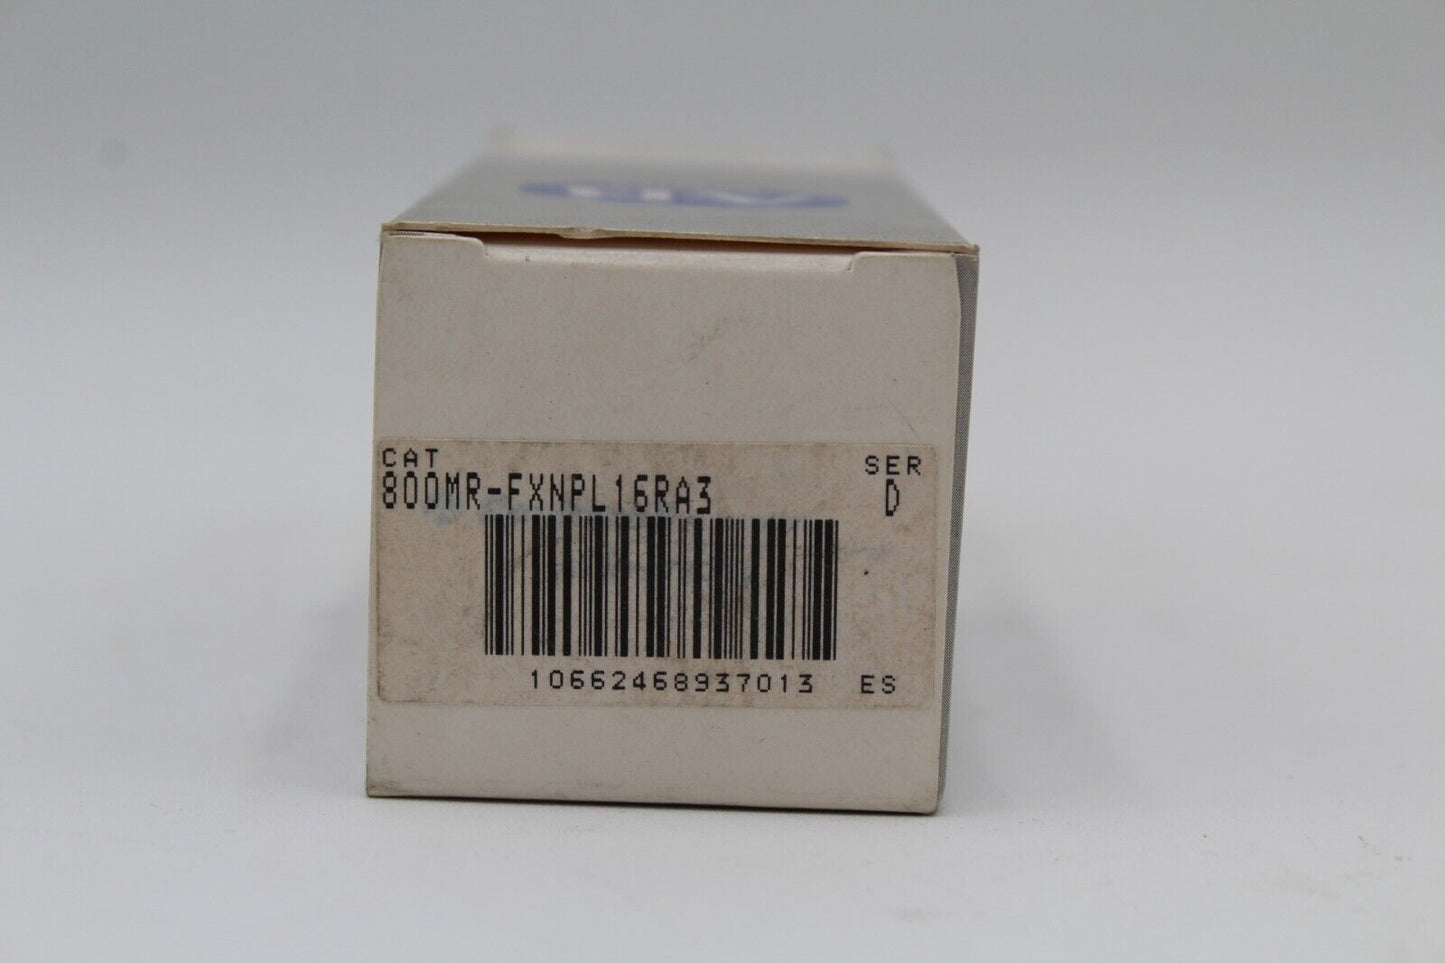 CAT SER
800MR-FXNPL16RA3 D
10662468937013 ES